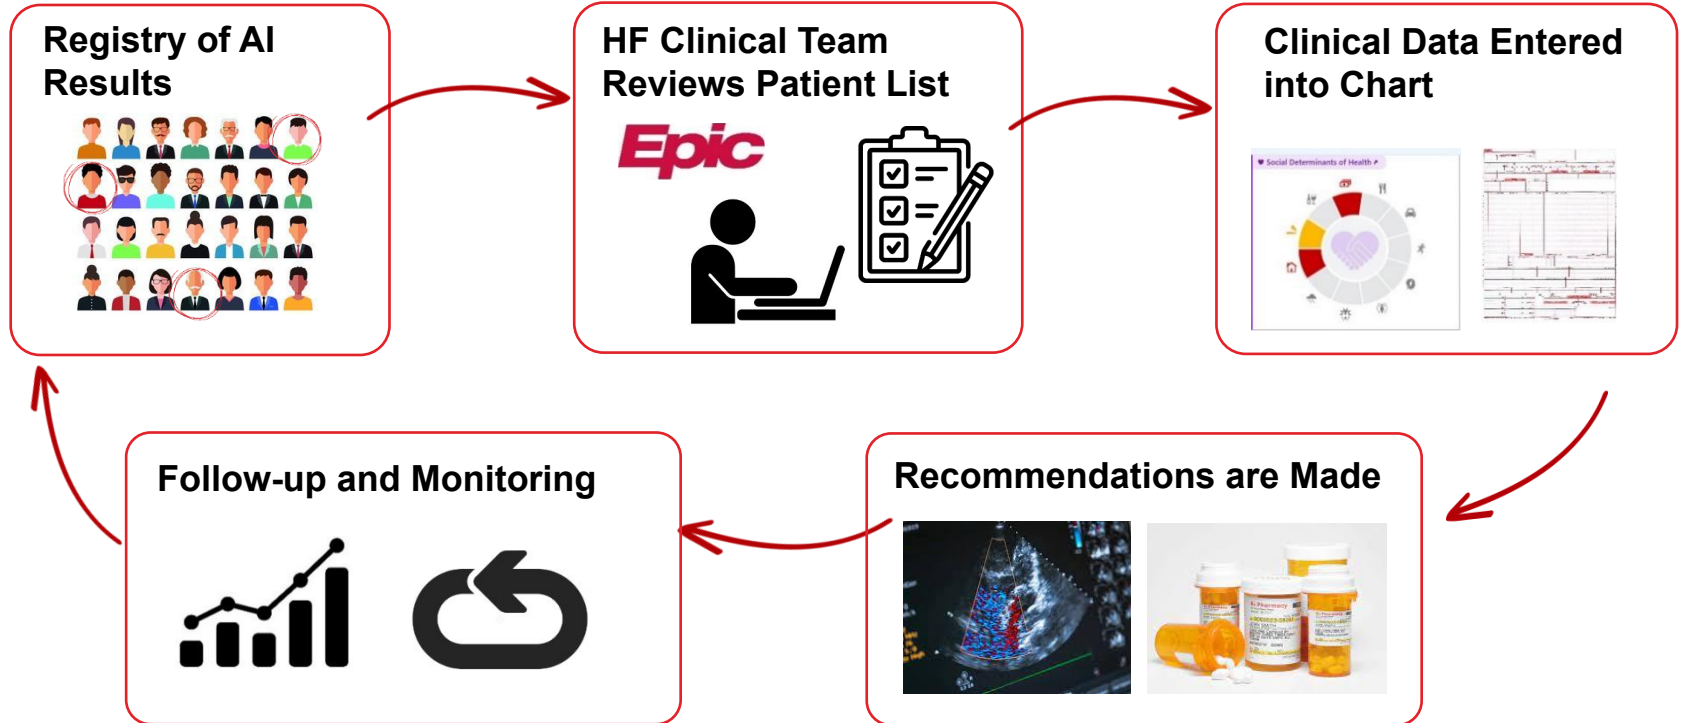 Registry of AI
Results
HF Clinical Team
Reviews Patient List
Epic
Clinical Data Entered
into Chart
Social Determinants of Health
Follow-up and Monitoring
Recommendations are Made
Pharmacy